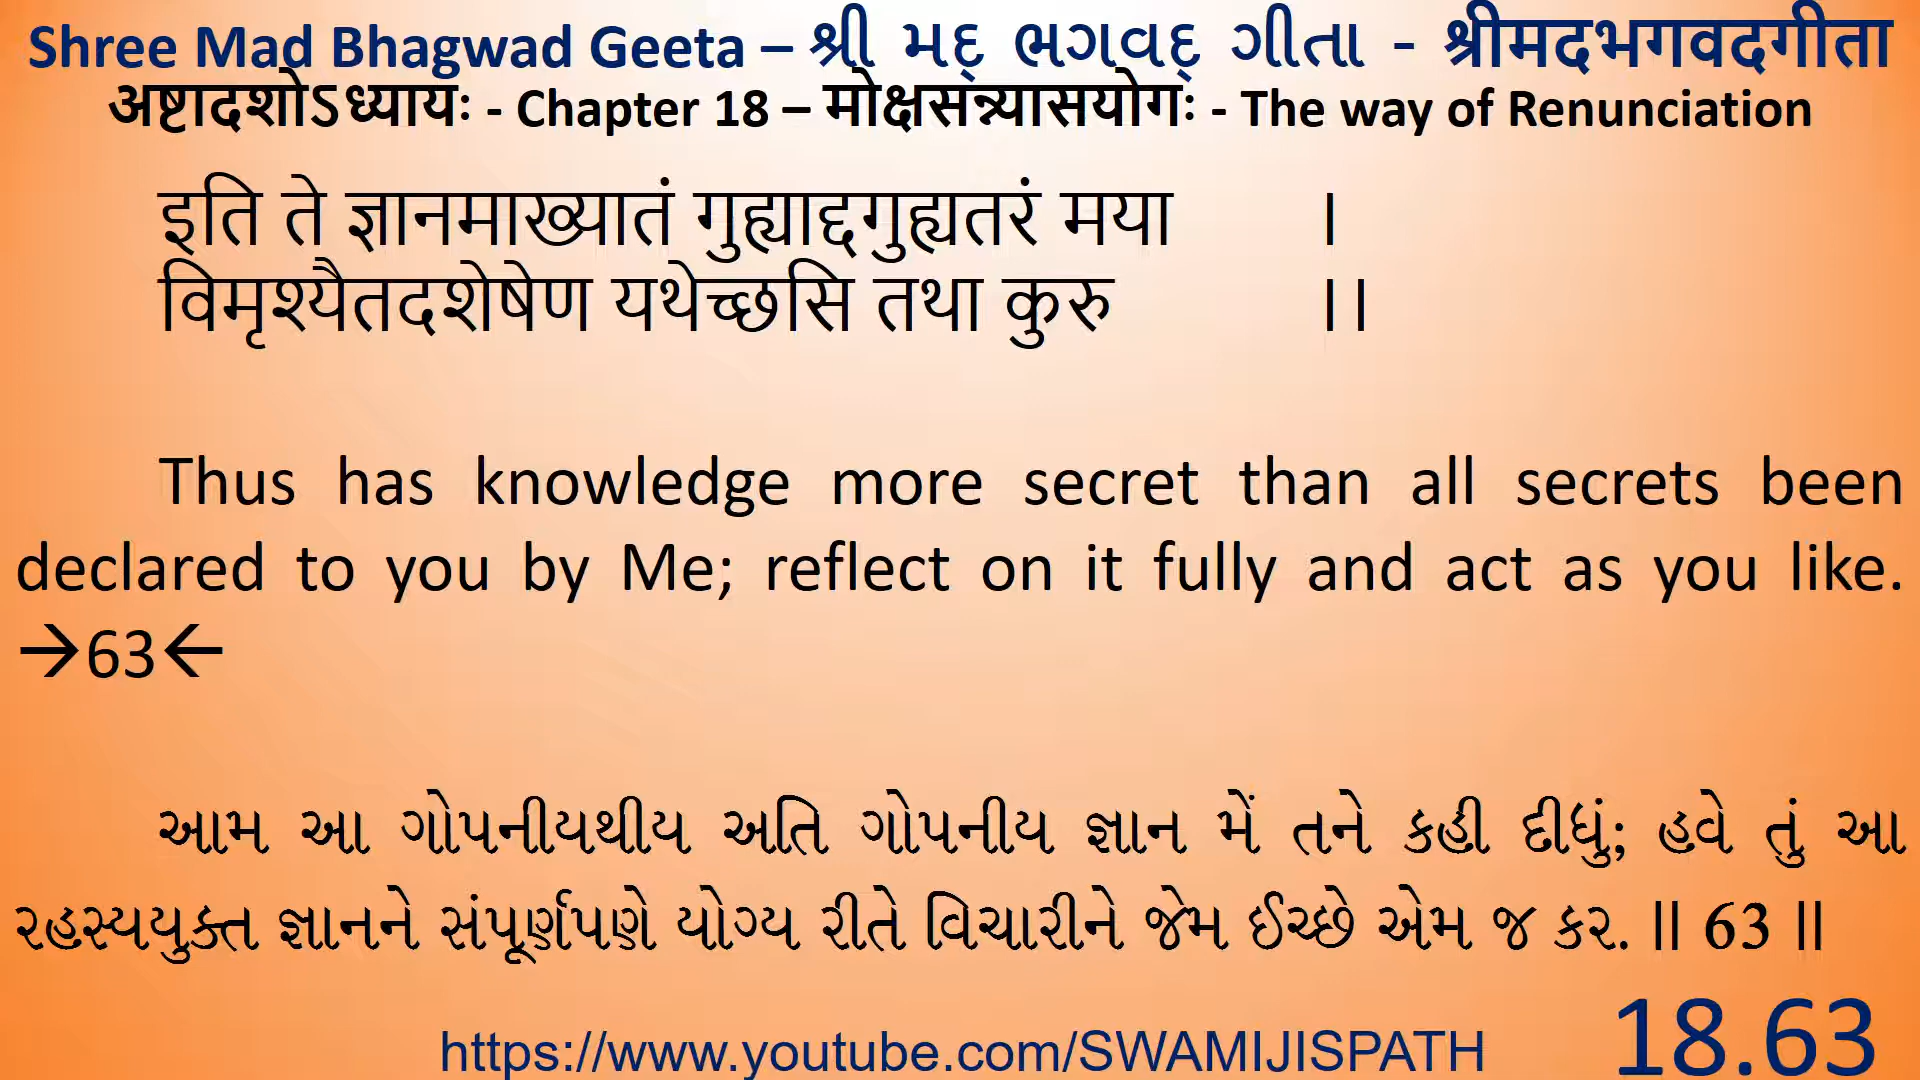 Shree Mad Bhagwad Geeta – શ્રી મદ્ ભગવદ્ ગીતા - श्रीमदभगवदगीता
अष्टादशोऽध्यायः - Chapter 18 – मोक्षसंन्यासयोगः - The way of Renunciation
इति ते ज्ञानमाख्यातं गुह्याद्दगुह्यतरं मया ।
विमृश्यैतदशेषेण यथेच्छसि तथा कुरु ।।
Thus has knowledge more secret than all secrets been
declared to you by Me; reflect on it fully and act as you like.
→63←
આમ આ ગોપનીયથીય અતિ ગોપનીય જ્ઞાન મેં તને કહી દીધું; હવે તું આ
રહસ્યયુક્ત જ્ઞાનને સંપૂર્ણપણે યોગ્ય રીતે વિચારીને જેમ ઈચ્છે એમ જ કર. ॥ 63 ॥
https://www.youtube.com/SWAMIJISPATH
18.63